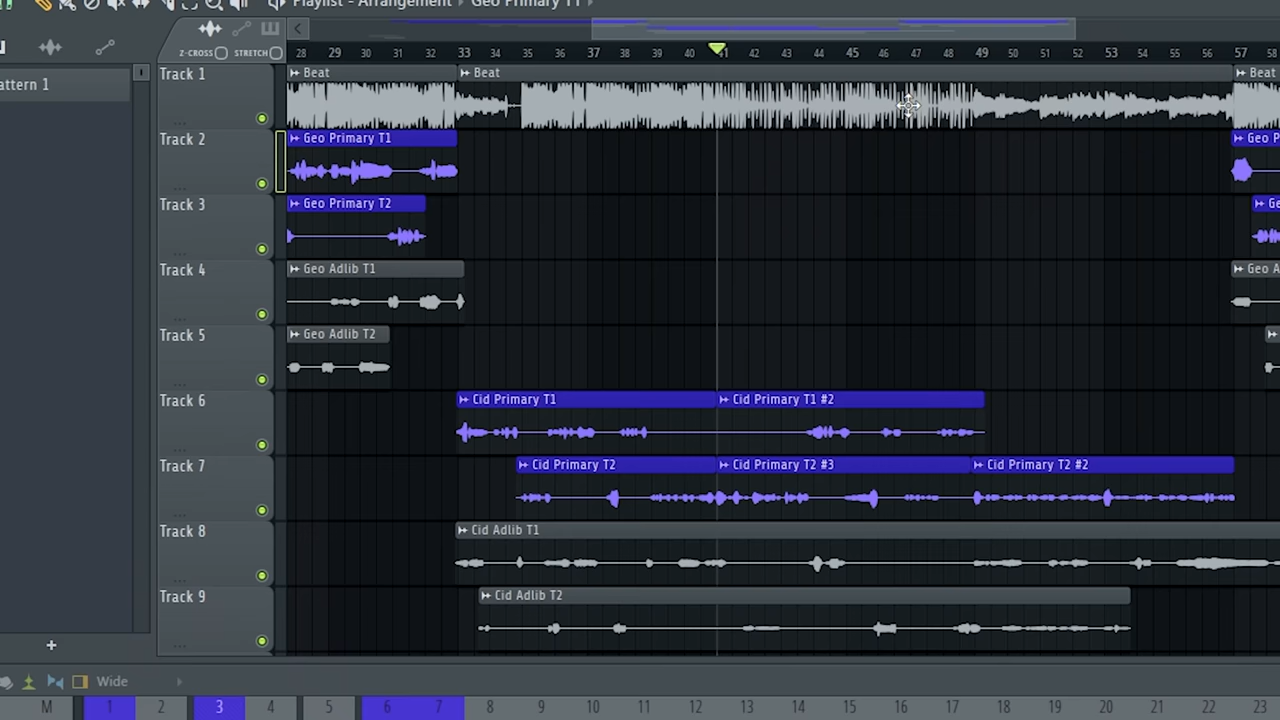 Playlist - Arrangement › Geo Primary T1 ›
Z-CROSS STRETCH
28 29 30 31 32 33 34 35 36 37 38 39 40 41 42 43 44 45 46 47 48 49 50 51 52 53 54 55 56 57 58
attern 1
Track 1
Beat
Beat
Beat
Track 2
Geo Primary T1
Geo P
Track 3
Geo Primary T2
Ge
Track 4
Geo Adlib T1
Geo A
Track 5
Geo Adlib T2
Track 6
Cid Primary T1
Cid Primary T1 #2
Track 7
Cid Primary T2
Cid Primary T2 #3
Cid Primary T2 #2
Track 8
Cid Adlib T1
Track 9
Cid Adlib T2
Wide
M 1 2 3 4 5 6 7 8 9 10 11 12 13 14 15 16 17 18 19 20 21 22 23